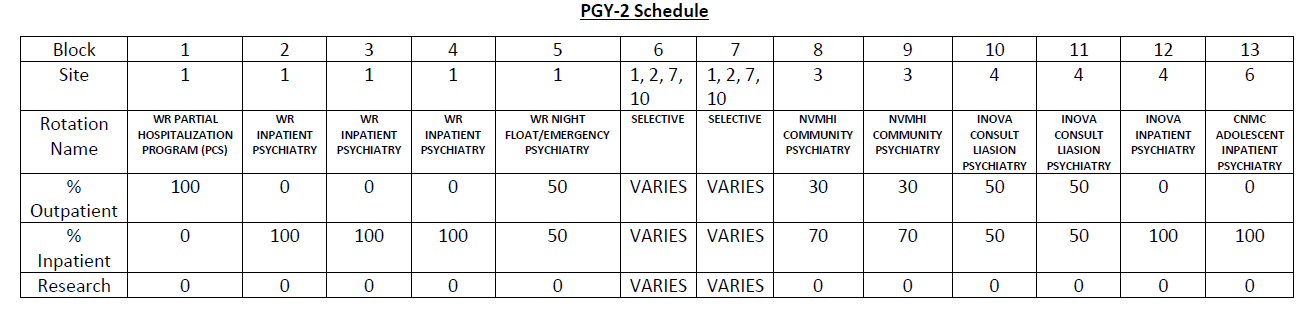 PGY-2 Schedule
Block 1 2 3 4 5 6 7 8 9 10 11 12 13
Site 1 1 1 1 1 1, 2, 7, 10 1, 2, 7, 10 3 3 4 4 4 6
Rotation Name WR PARTIAL HOSPITALIZATION PROGRAM (PCS) WR INPATIENT PSYCHIATRY WR INPATIENT PSYCHIATRY WR INPATIENT PSYCHIATRY WR NIGHT FLOAT/EMERGENCY PSYCHIATRY SELECTIVE SELECTIVE NVMHI COMMUNITY PSYCHIATRY NVMHI COMMUNITY PSYCHIATRY INOVA CONSULT LIASION PSYCHIATRY INOVA CONSULT LIASION PSYCHIATRY INOVA INPATIENT PSYCHIATRY CNMC ADOLESCENT INPATIENT PSYCHIATRY
% Outpatient 100 0 0 0 50 VARIES VARIES 30 30 50 50 0 0
% Inpatient 0 100 100 100 50 VARIES VARIES 70 70 50 50 100 100
Research 0 0 0 0 0 VARIES VARIES 0 0 0 0 0 0